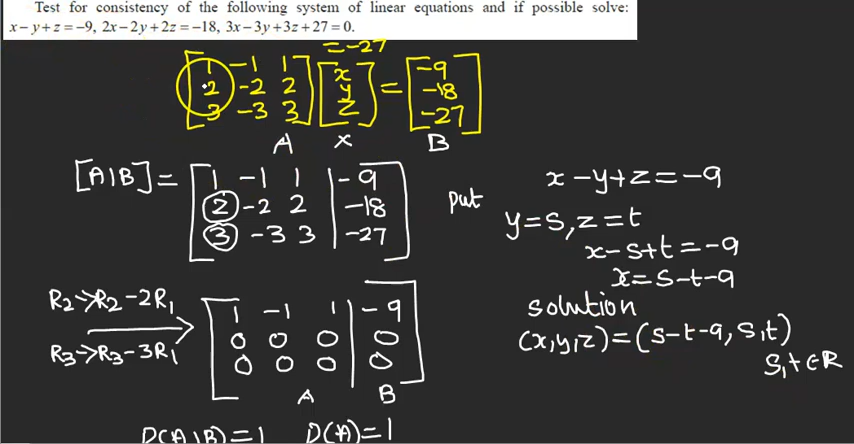 Test for consistency of the following system of linear equations and if possible solve:
x − y + z = −9, 2x − 2y + 2z = −18, 3x − 3y + 3z + 27 = 0.
= -27
[1 -1 1] [x] = [-9]
[2 -2 2] [y] [-18]
[3 -3 3] [z] [-27]
A x B
[A|B] = [1 -1 1 | -9]
[2 -2 2 | -18]
[3 -3 3 | -27]
R2→R2-2R1
R3→R3-3R1
[1 -1 1 | -9]
[0 0 0 | 0]
[0 0 0 | 0]
A B
ρ(A|B)=1 ρ(A)=1
x-y+z=-9
put y=s, z=t
x-s+t=-9
x=s-t-9
solution
(x,y,z)=(s-t-9, s,t)
s,t∈R